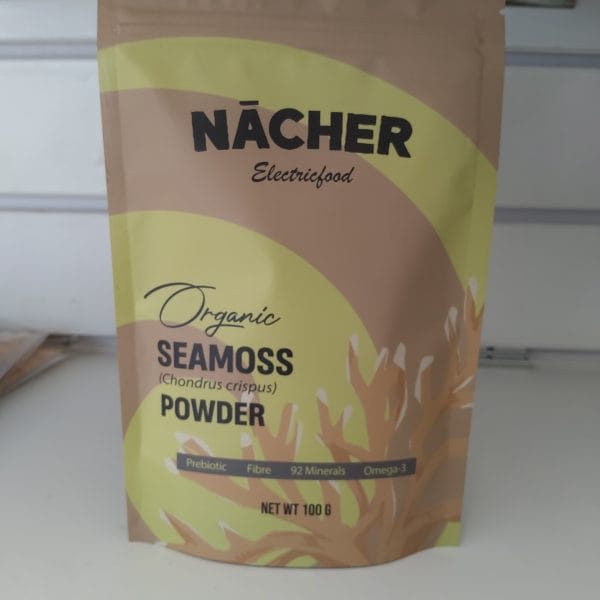 NĀCHER
Electricfood
Organic
SEAMOSS
(Chondrus crispus)
POWDER
Prebiotic Fibre 92 Minerals Omega-3
NET WT 100 G